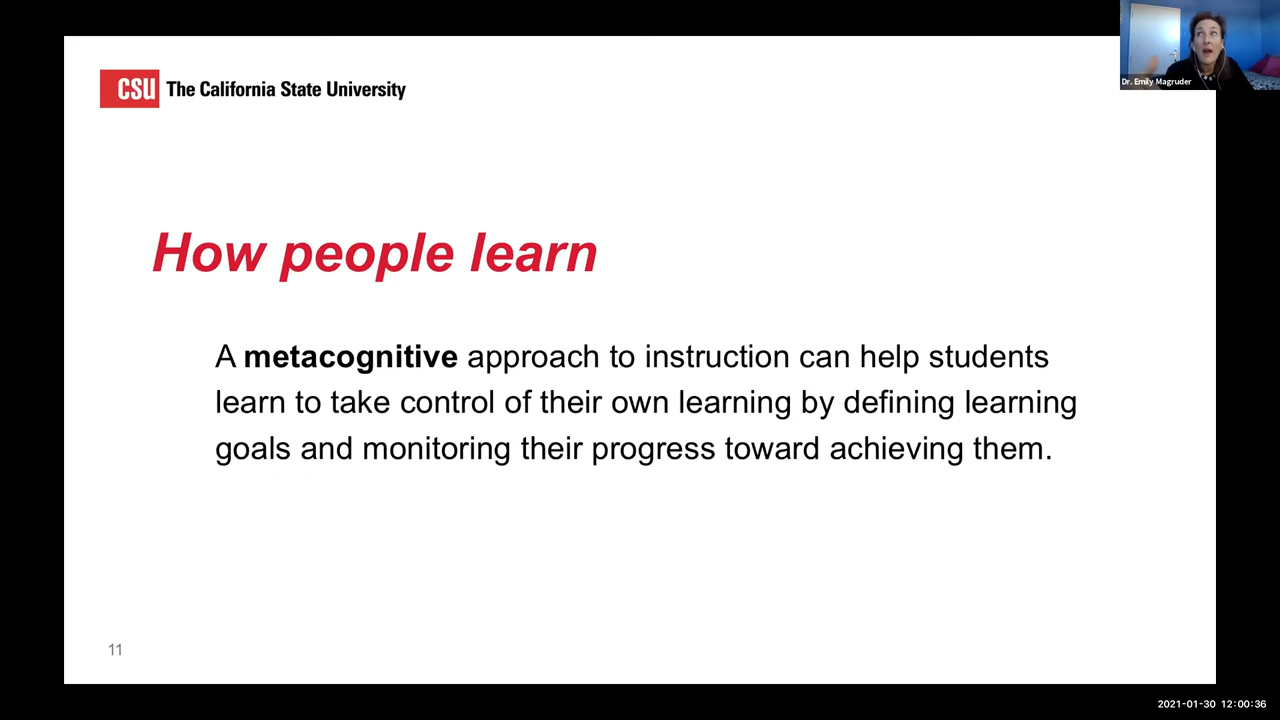 CSU The California State University
Dr. Emily Magruder
How people learn
A metacognitive approach to instruction can help students
learn to take control of their own learning by defining learning
goals and monitoring their progress toward achieving them.
11
2021-01-30 12:00:36